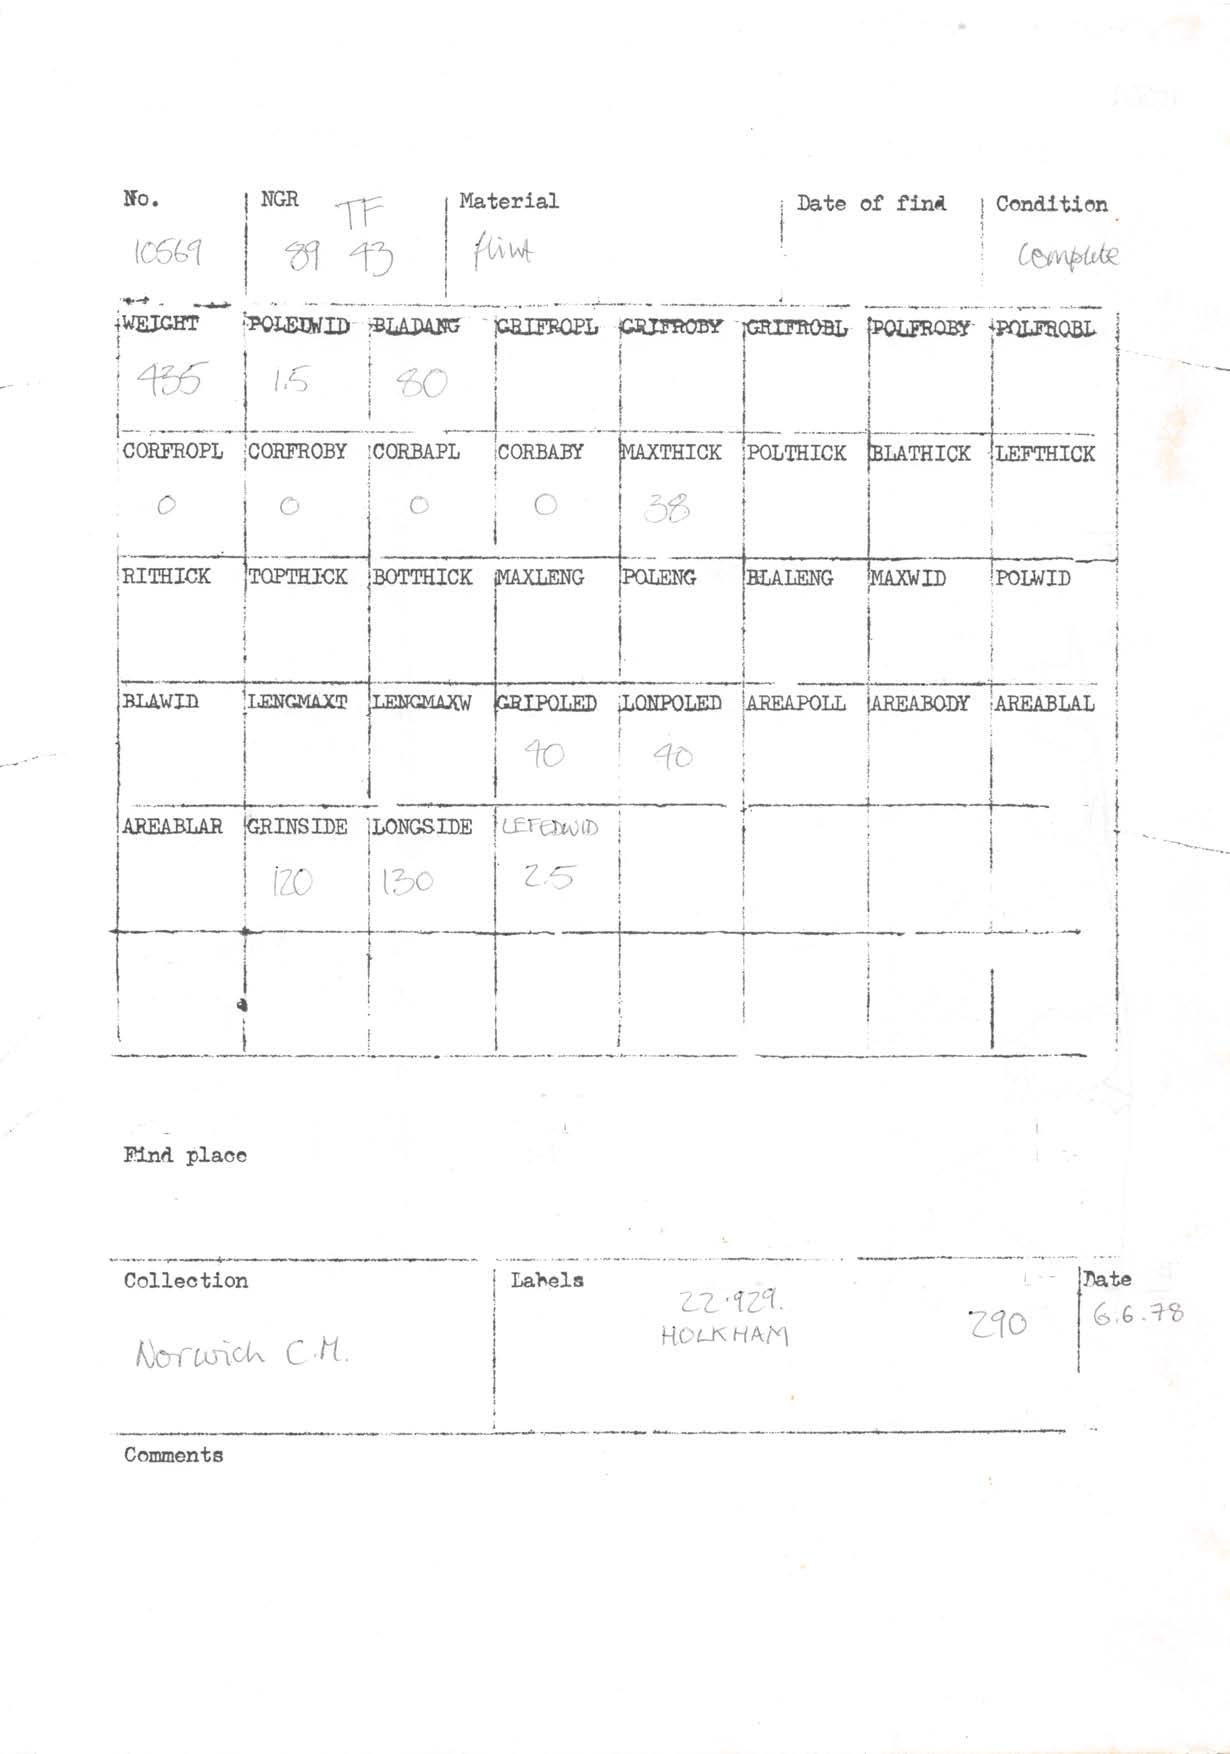 No. NGR TF Material Date of find Condition
10569 89 43 flint complete
WEIGHT POLEDWID BLADANG GRIFROPL GRIFROBY GRIFROBL POLFROBY POLFROBL
435 1.5 80
CORFROPL CORFROBY CORBAPL CORBABY MAXTHICK POLTHICK BLATHICK LEFTHICK
0 0 0 0 38
RITHICK TOPTHICK BOTTHICK MAXLENG POLENG BLALENG MAXWID POLWID
BLAWID LENGMAXT LENGMAXW GRIPOLED LONPOLED AREAPOLL AREABODY AREABLAL
40 40
AREABLAR GRINSIDE LONGSIDE LEFEDWID
120 130 2.5
Find place
Collection Labels Date
22.929. 290 6.6.78
HOLKHAM
Norwich C.M.
Comments